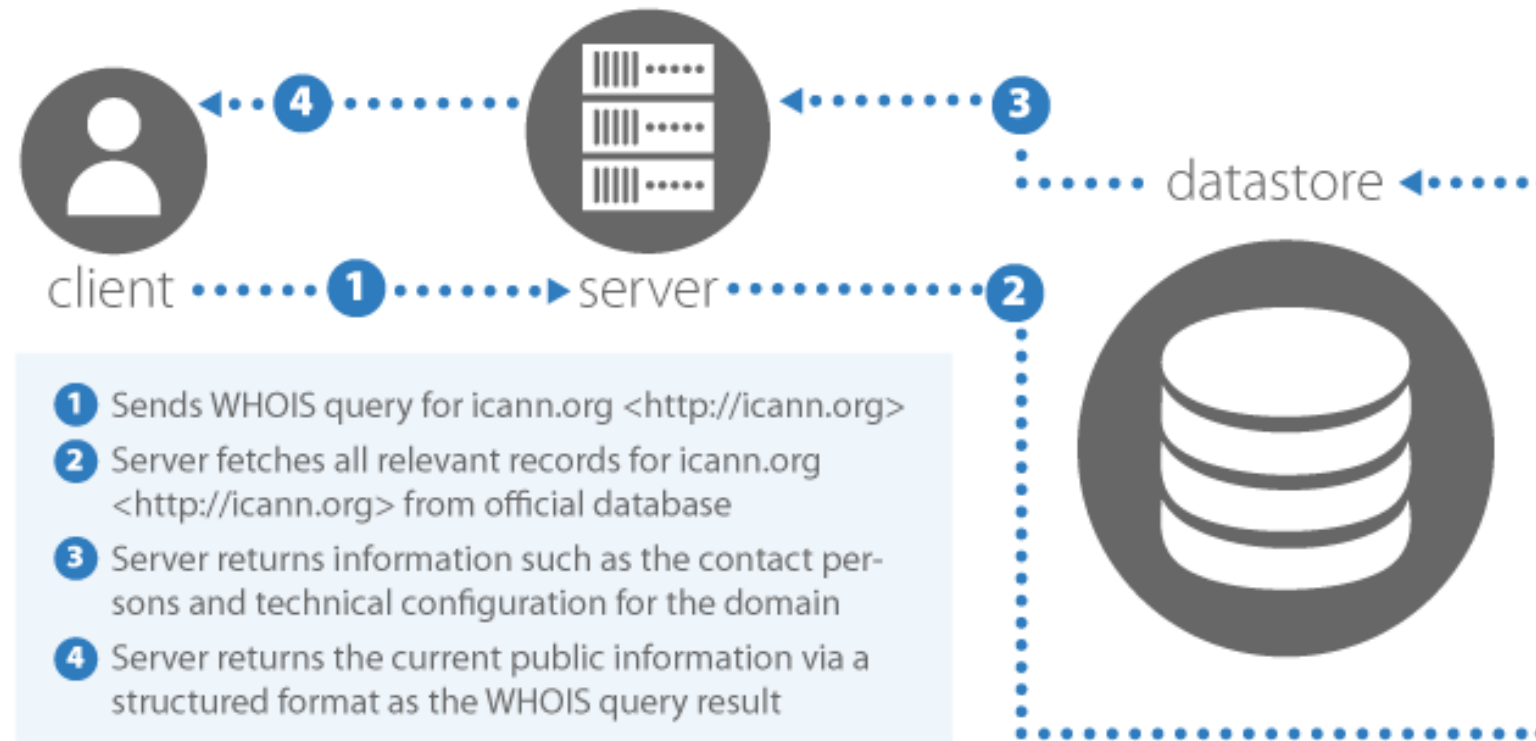 4
3
datastore
client
1
server
2
1 Sends WHOIS query for icann.org <http://icann.org>
2 Server fetches all relevant records for icann.org
<http://icann.org> from official database
3 Server returns information such as the contact per-
sons and technical configuration for the domain
4 Server returns the current public information via a
structured format as the WHOIS query result